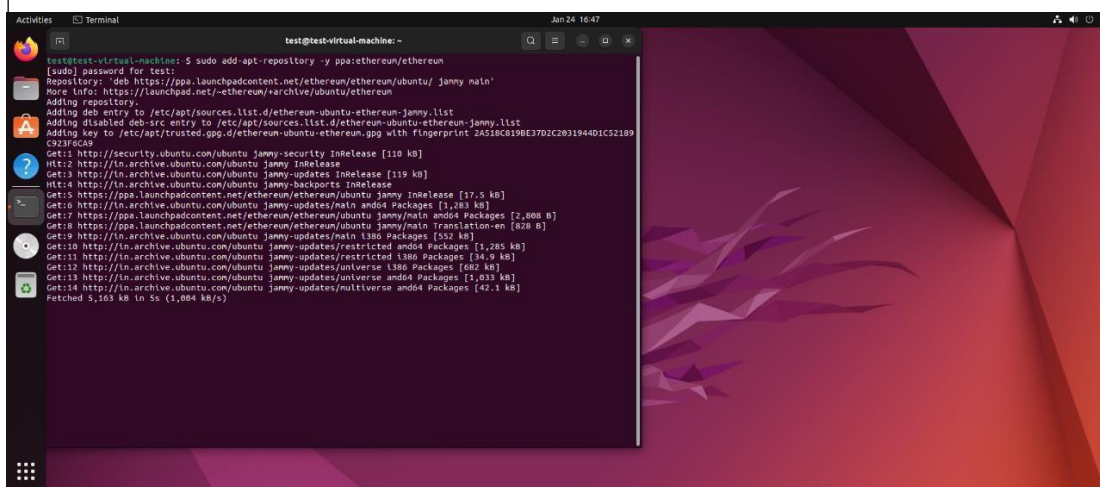 Activities
Terminal
Jan 24 16:47
test@test-virtual-machine: ~
test@test-virtual-machine:~$ sudo add-apt-repository -y ppa:ethereum/ethereum
[sudo] password for test:
Repository: 'deb https://ppa.launchpadcontent.net/ethereum/ethereum/ubuntu/ jammy main'
More info: https://launchpad.net/~ethereum/+archive/ubuntu/ethereum
Adding repository.
Adding deb entry to /etc/apt/sources.list.d/ethereum-ubuntu-ethereum-jammy.list
Adding disabled deb-src entry to /etc/apt/sources.list.d/ethereum-ubuntu-ethereum-jammy.list
Adding key to /etc/apt/trusted.gpg.d/ethereum-ubuntu-ethereum.gpg with fingerprint 2A518C819BE37D2C2031944D1C52189
C923F6CA9
Get:1 http://security.ubuntu.com/ubuntu jammy-security InRelease [110 kB]
Hit:2 http://in.archive.ubuntu.com/ubuntu jammy InRelease
Get:3 http://in.archive.ubuntu.com/ubuntu jammy-updates InRelease [119 kB]
Hit:4 http://in.archive.ubuntu.com/ubuntu jammy-backports InRelease
Get:5 https://ppa.launchpadcontent.net/ethereum/ethereum/ubuntu jammy InRelease [17.5 kB]
Get:6 http://in.archive.ubuntu.com/ubuntu jammy-updates/main amd64 Packages [1,283 kB]
Get:7 https://ppa.launchpadcontent.net/ethereum/ethereum/ubuntu jammy/main amd64 Packages [2,808 B]
Get:8 https://ppa.launchpadcontent.net/ethereum/ethereum/ubuntu jammy/main Translation-en [828 B]
Get:9 http://in.archive.ubuntu.com/ubuntu jammy-updates/main i386 Packages [552 kB]
Get:10 http://in.archive.ubuntu.com/ubuntu jammy-updates/restricted amd64 Packages [1,285 kB]
Get:11 http://in.archive.ubuntu.com/ubuntu jammy-updates/restricted i386 Packages [34.9 kB]
Get:12 http://in.archive.ubuntu.com/ubuntu jammy-updates/universe i386 Packages [682 kB]
Get:13 http://in.archive.ubuntu.com/ubuntu jammy-updates/universe amd64 Packages [1,033 kB]
Get:14 http://in.archive.ubuntu.com/ubuntu jammy-updates/multiverse amd64 Packages [42.1 kB]
Fetched 5,163 kB in 5s (1,004 kB/s)